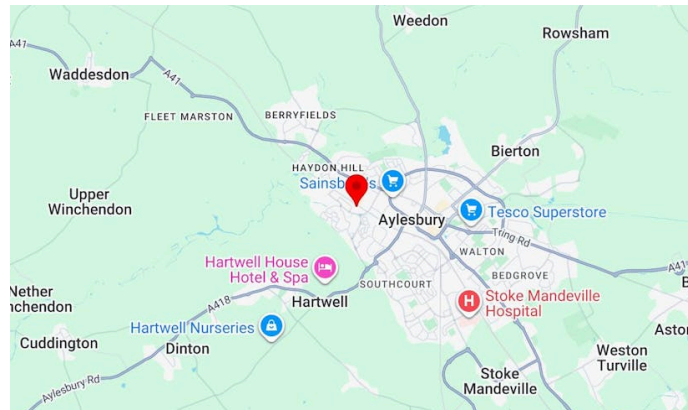 Weedon
Rowsham
A41
Waddesdon
A41
FLEET MARSTON
BERRYFIELDS
Bierton
HAYDON HILL
Sainsb
Upper
Winchendon
Aylesbury
Tesco Superstore
Tring Rd
WALTON
A41
Hartwell House
Hotel & Spa
BEDGROVE
SOUTHCOURT
Nether
nchendon
A418
Hartwell
Stoke Mandeville
Hospital
H
B
Hartwell Nurseries
Aston
Cuddington
Dinton
Weston
Turville
Aylesbury Rd
Stoke
Mandeville